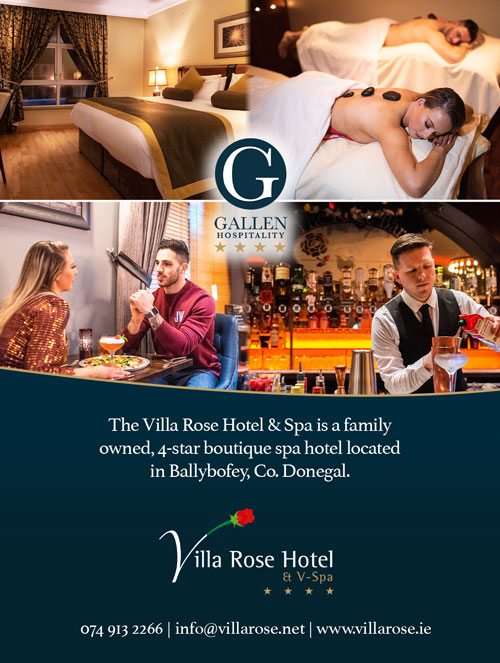 G
GALLEN
HOSPITALITY
JV
The Villa Rose Hotel & Spa is a family
owned, 4-star boutique spa hotel located
in Ballybofey, Co. Donegal.
Villa Rose Hotel
& V-Spa
074 913 2266 | info@villarose.net | www.villarose.ie